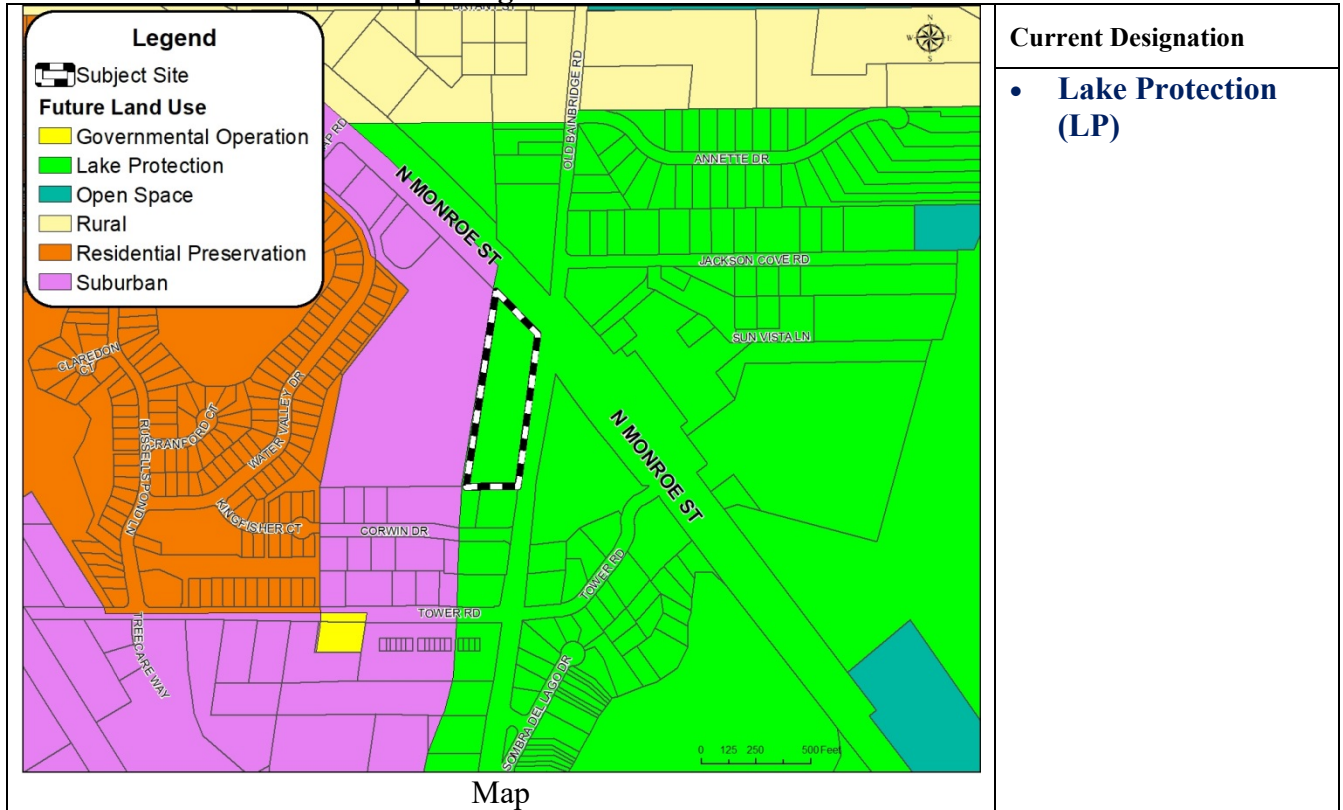 BRYANT ST
Legend
Subject Site
Future Land Use
Governmental Operation
Lake Protection
Open Space
Rural
Residential Preservation
Suburban
N
W E
S
OLD BAINBRIDGE RD
RD
N MONROE ST
ANNETTE DR
JACKSON COVE RD
SUN VISTA LN
CLAREDON
CT
CRANFORD CT
WATER VALLEY DR
RUSSELLS POND LN
KINGFISHER CT
CORWIN DR
N MONROE ST
TOWER RD
TOWER RD
TREECARE WAY
SOMBRA DEL LAGO DR
0 125 250 500 Feet
Map
Current Designation
• Lake Protection
(LP)